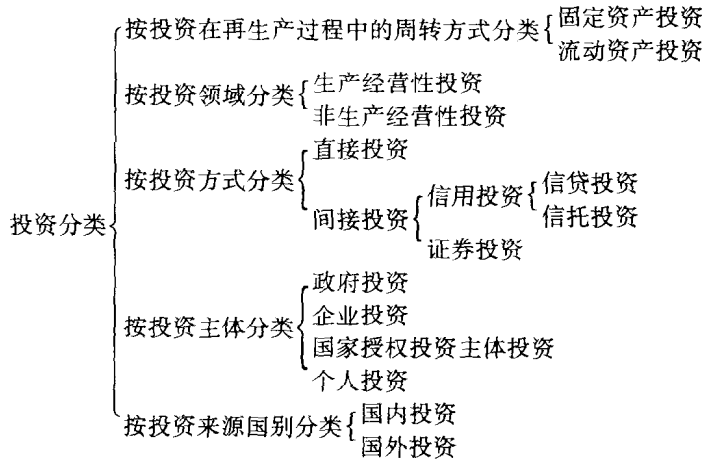 投资分类
按投资在再生产过程中的周转方式分类
固定资产投资
流动资产投资
按投资领域分类
生产经营性投资
非生产经营性投资
按投资方式分类
直接投资
间接投资
信用投资
信贷投资
信托投资
证券投资
按投资主体分类
政府投资
企业投资
国家授权投资主体投资
个人投资
按投资来源国别分类
国内投资
国外投资